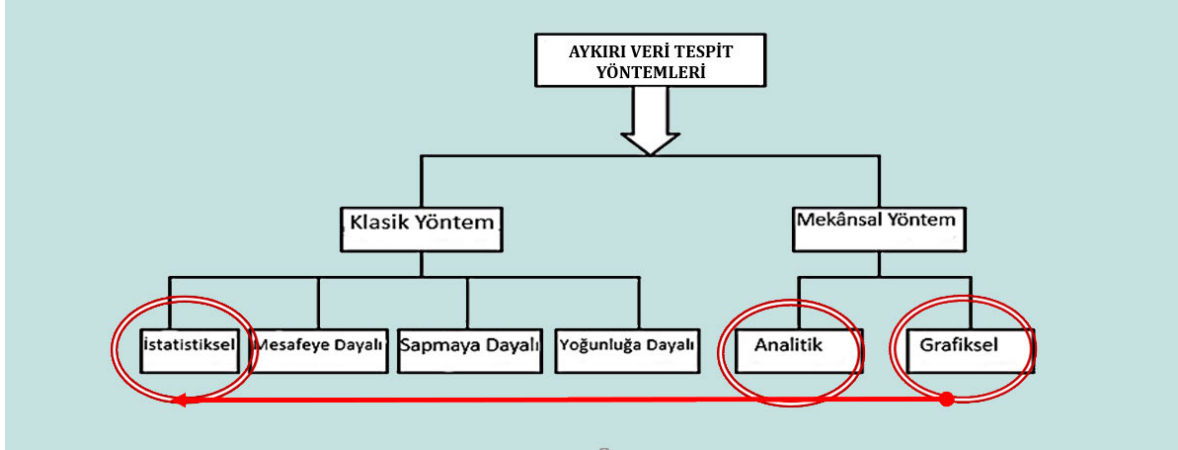 AYKIRI VERİ TESPİT
YÖNTEMLERİ
Klasik Yöntem
Mekânsal Yöntem
İstatistiksel
Mesafeye Dayalı
Sapmaya Dayalı
Yoğunluğa Dayalı
Analitik
Grafiksel